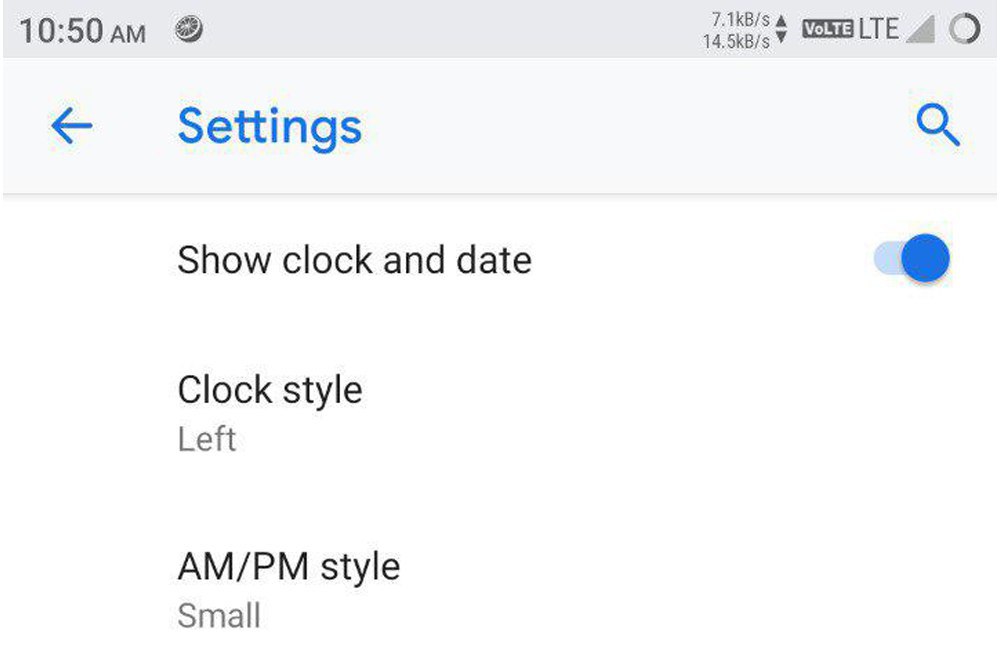 10:50 AM
7.1kB/s
14.5kB/s
VoLTE LTE
Settings
Show clock and date
Clock style
Left
AM/PM style
Small